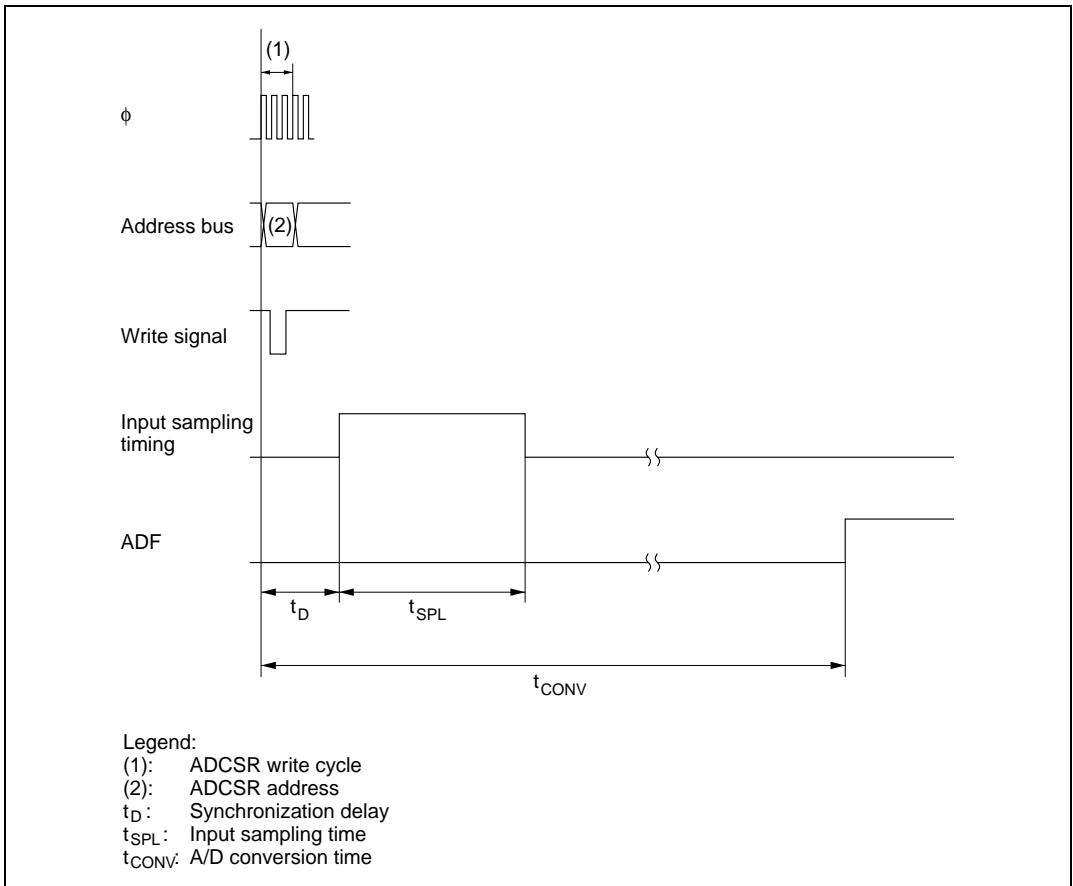 (1)
ϕ
Address bus
(2)
Write signal
Input sampling
timing
ADF
tD
tSPL
tCONV
Legend:
(1): ADCSR write cycle
(2): ADCSR address
tD : Synchronization delay
tSPL : Input sampling time
tCONV: A/D conversion time